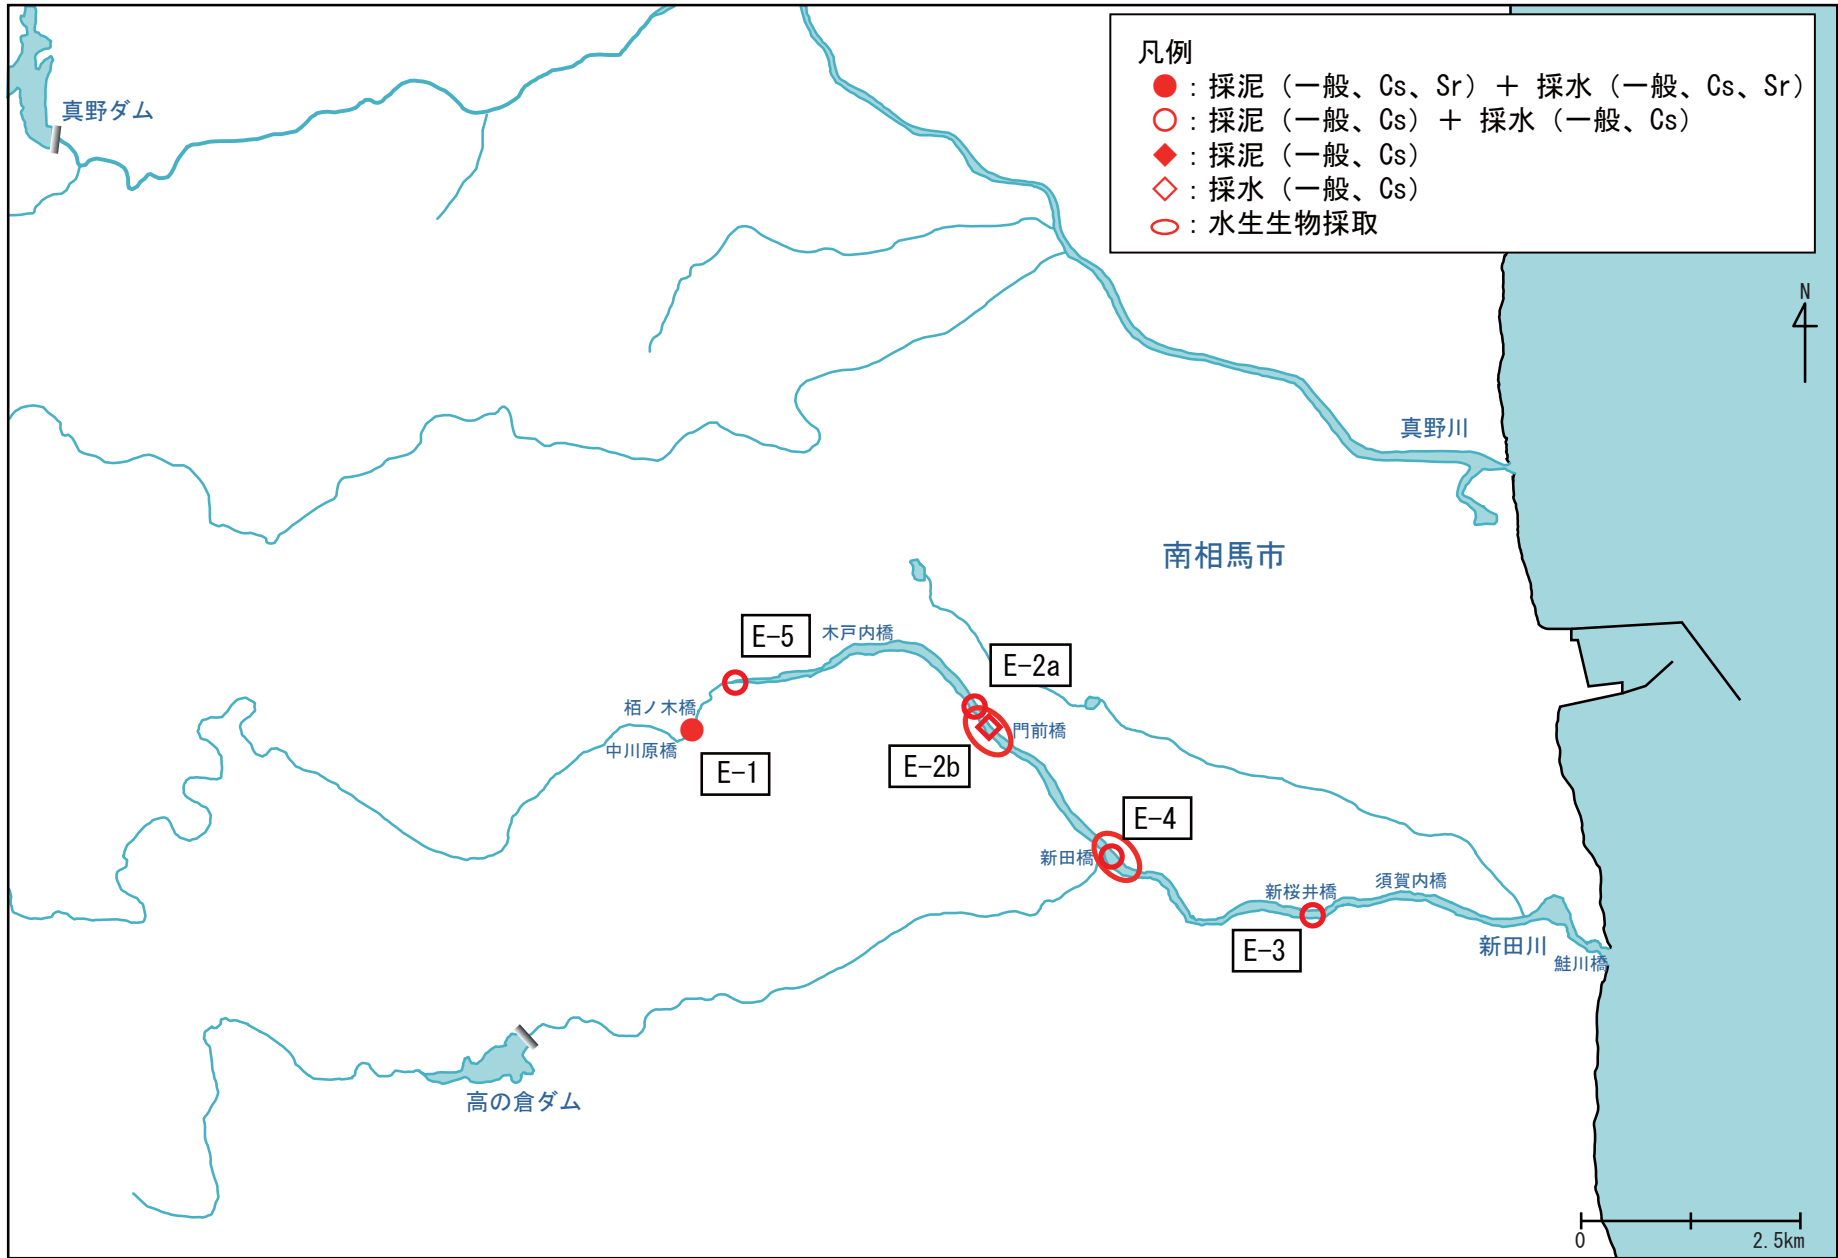 凡例
●：採泥（一般、Cs、Sr）＋ 採水（一般、Cs、Sr）
○：採泥（一般、Cs）＋ 採水（一般、Cs）
◆：採泥（一般、Cs）
◇：採水（一般、Cs）
：水生生物採取
真野ダム
N
真野川
南相馬市
E-5
木戸内橋
E-2a
栢ノ木橋
中川原橋
門前橋
E-1
E-2b
E-4
新田橋
新桜井橋
須賀内橋
E-3
新田川
鮭川橋
高の倉ダム
0
2.5km